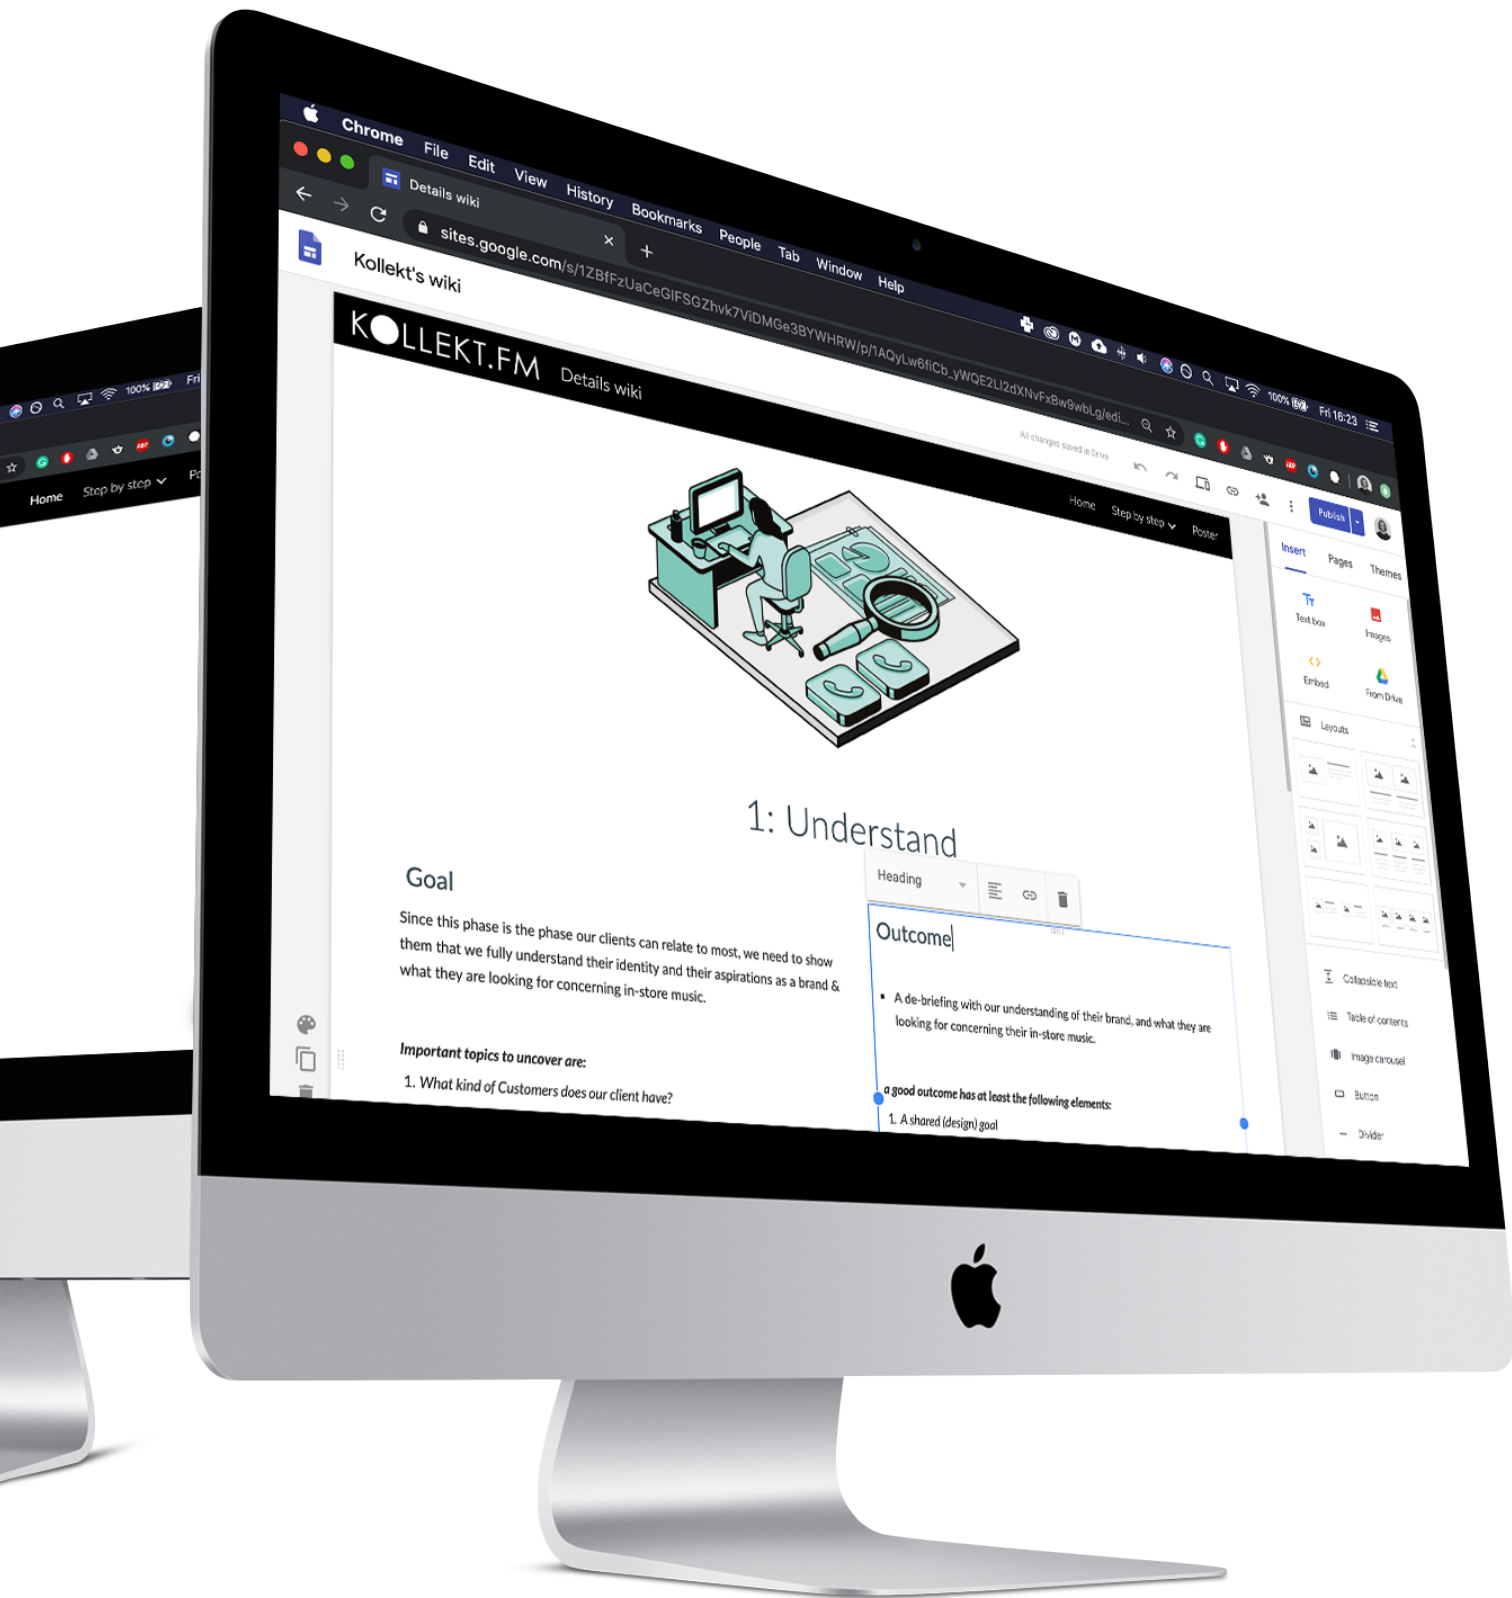 Chrome File Edit View History Bookmarks People Tab Window Help
100% Fri 16:23
Details wiki
sites.google.com/s/1ZBfFzUaCeGIFSGZhvk7ViDMGe3BYWHRW/p/1AQyLw6fiCb_yWQE2Ll2dXNvFxBw9wbLg/edi...
Kollekt's wiki
All changes saved in Drive
Publish
KOLLEKT.FM Details wiki
Home Step by step Poster
Insert Pages Themes
Text box Images
Embed From Drive
Layouts
1: Understand
Goal
Since this phase is the phase our clients can relate to most, we need to show
them that we fully understand their identity and their aspirations as a brand &
what they are looking for concerning in-store music.
Important topics to uncover are:
1. What kind of Customers does our client have?
Heading
Outcome
• A de-briefing with our understanding of their brand, and what they are
looking for concerning their in-store music.
a good outcome has at least the following elements:
1. A shared (design) goal
Collapsible text
Table of contents
Image carousel
Button
Divider
100% Fri
ABP
Home Step by step